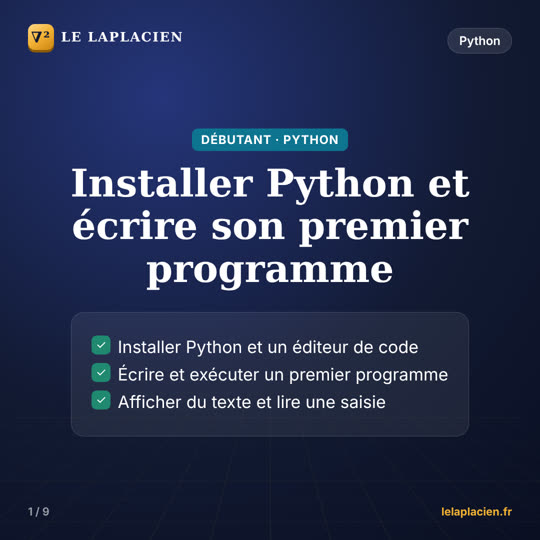 ∇²
LE LAPLACIEN
Python
DÉBUTANT · PYTHON
Installer Python et
écrire son premier
programme
Installer Python et un éditeur de code
Écrire et exécuter un premier programme
Afficher du texte et lire une saisie
1 / 9
lelaplacien.fr